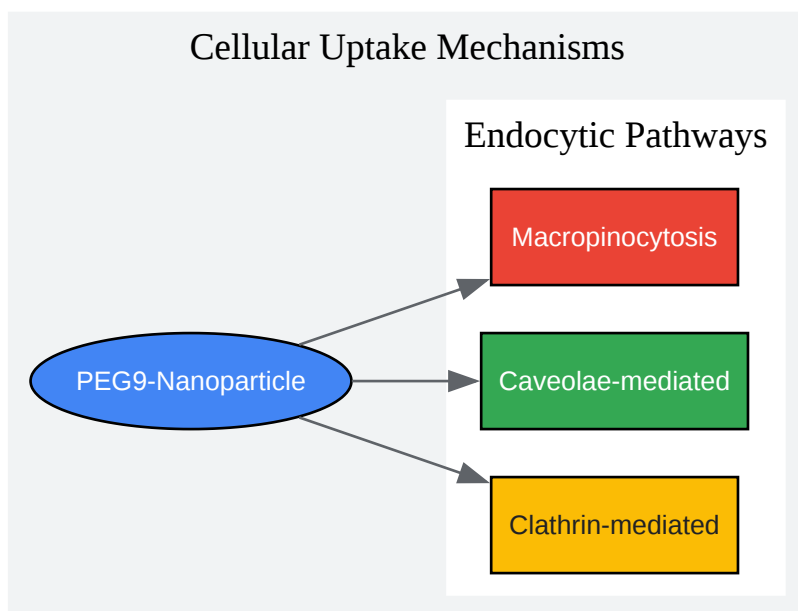 Cellular Uptake Mechanisms
Endocytic Pathways
Macropinocytosis
PEG9-Nanoparticle
Caveolae-mediated
Clathrin-mediated